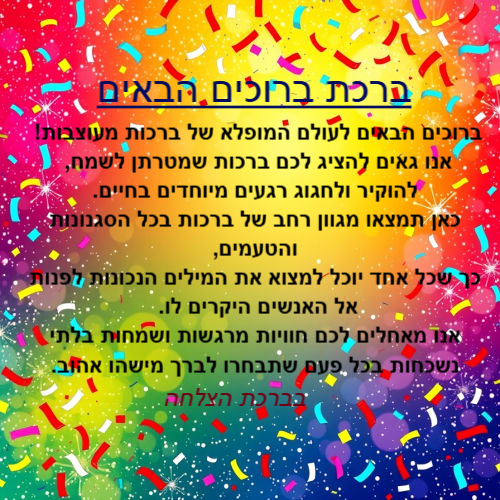 ברכת ברוכים הבאים
ברוכים הבאים לעולם המופלא של ברכות מעוצבות!
אנו גאים להציג לכם ברכות שמטרתן לשמח,
להוקיר ולחגוג רגעים מיוחדים בחיים.
כאן תמצאו מגוון רחב של ברכות בכל הסגנונות
והטעמים,
כך שכל אחד יוכל למצוא את המילים הנכונות לפנות
אל האנשים היקרים לו.
אנו מאחלים לכם חוויות מרגשות ושמחות בלתי
נשכחות בכל פעם שתבחרו לברך מישהו אהוב.
בברכת הצלחה